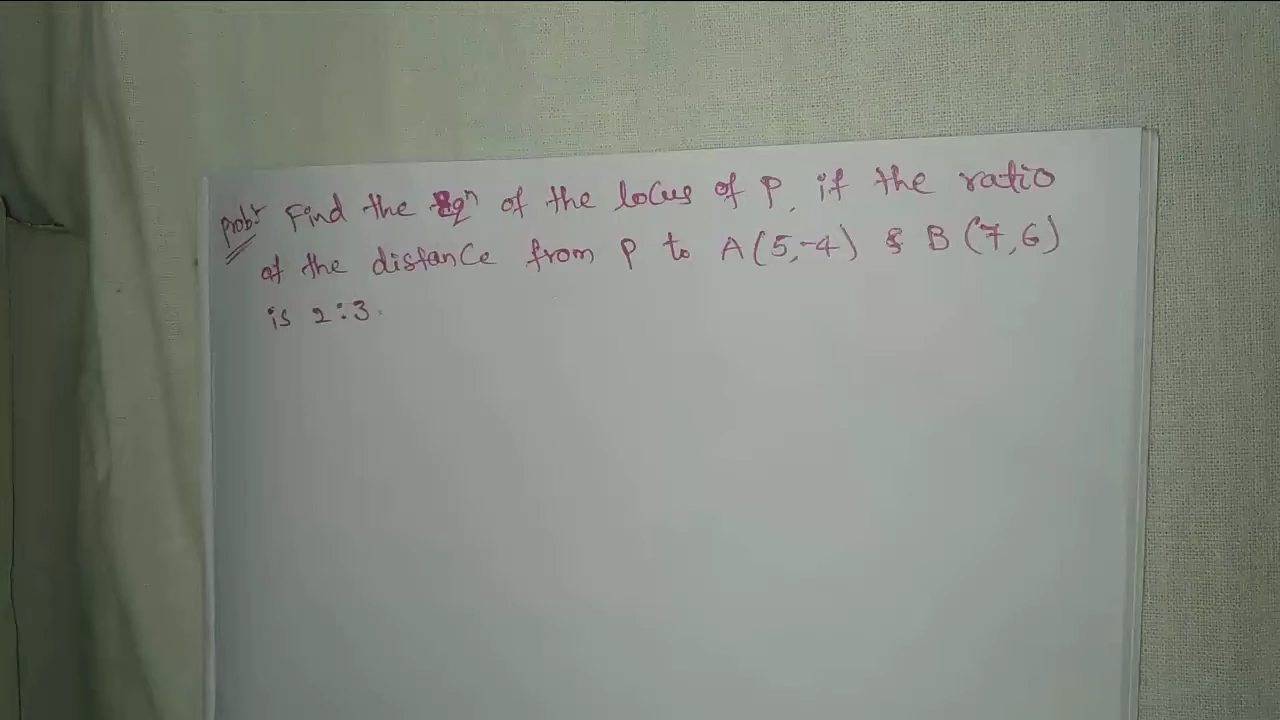 Prob:- Find the Eqn of the locus of P, if the ratio
of the distance from P to A(5,-4) & B(7,6)
is 2:3.